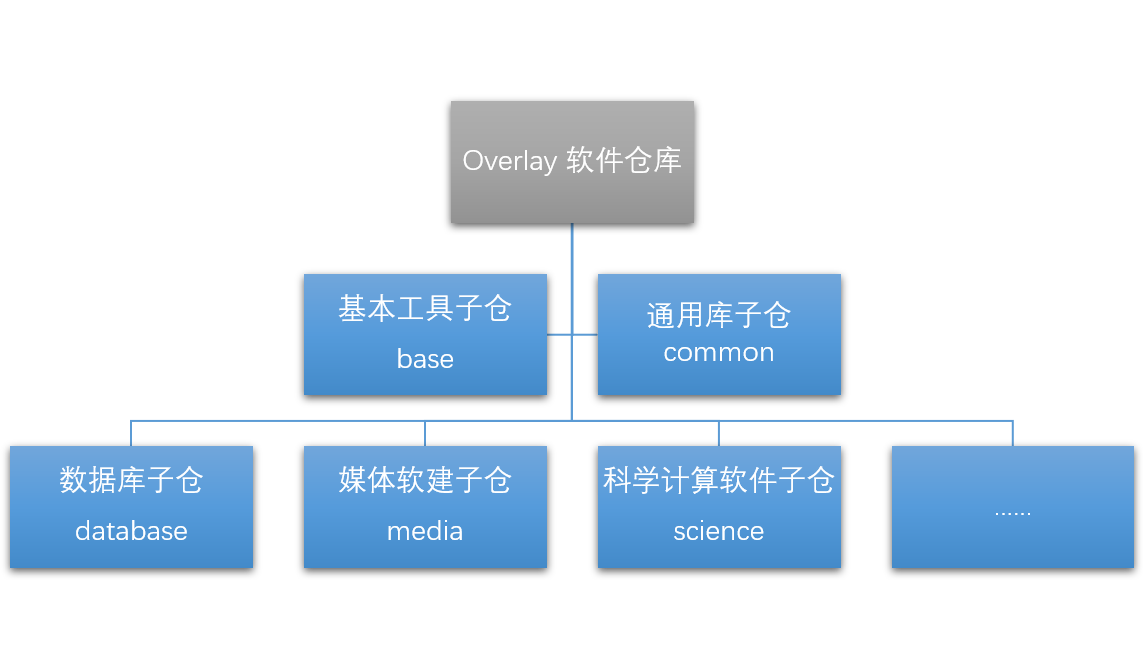 Overlay 软件仓库
基本工具子仓
base
通用库子仓
common
数据库子仓
database
媒体软建子仓
media
科学计算软件子仓
science
......